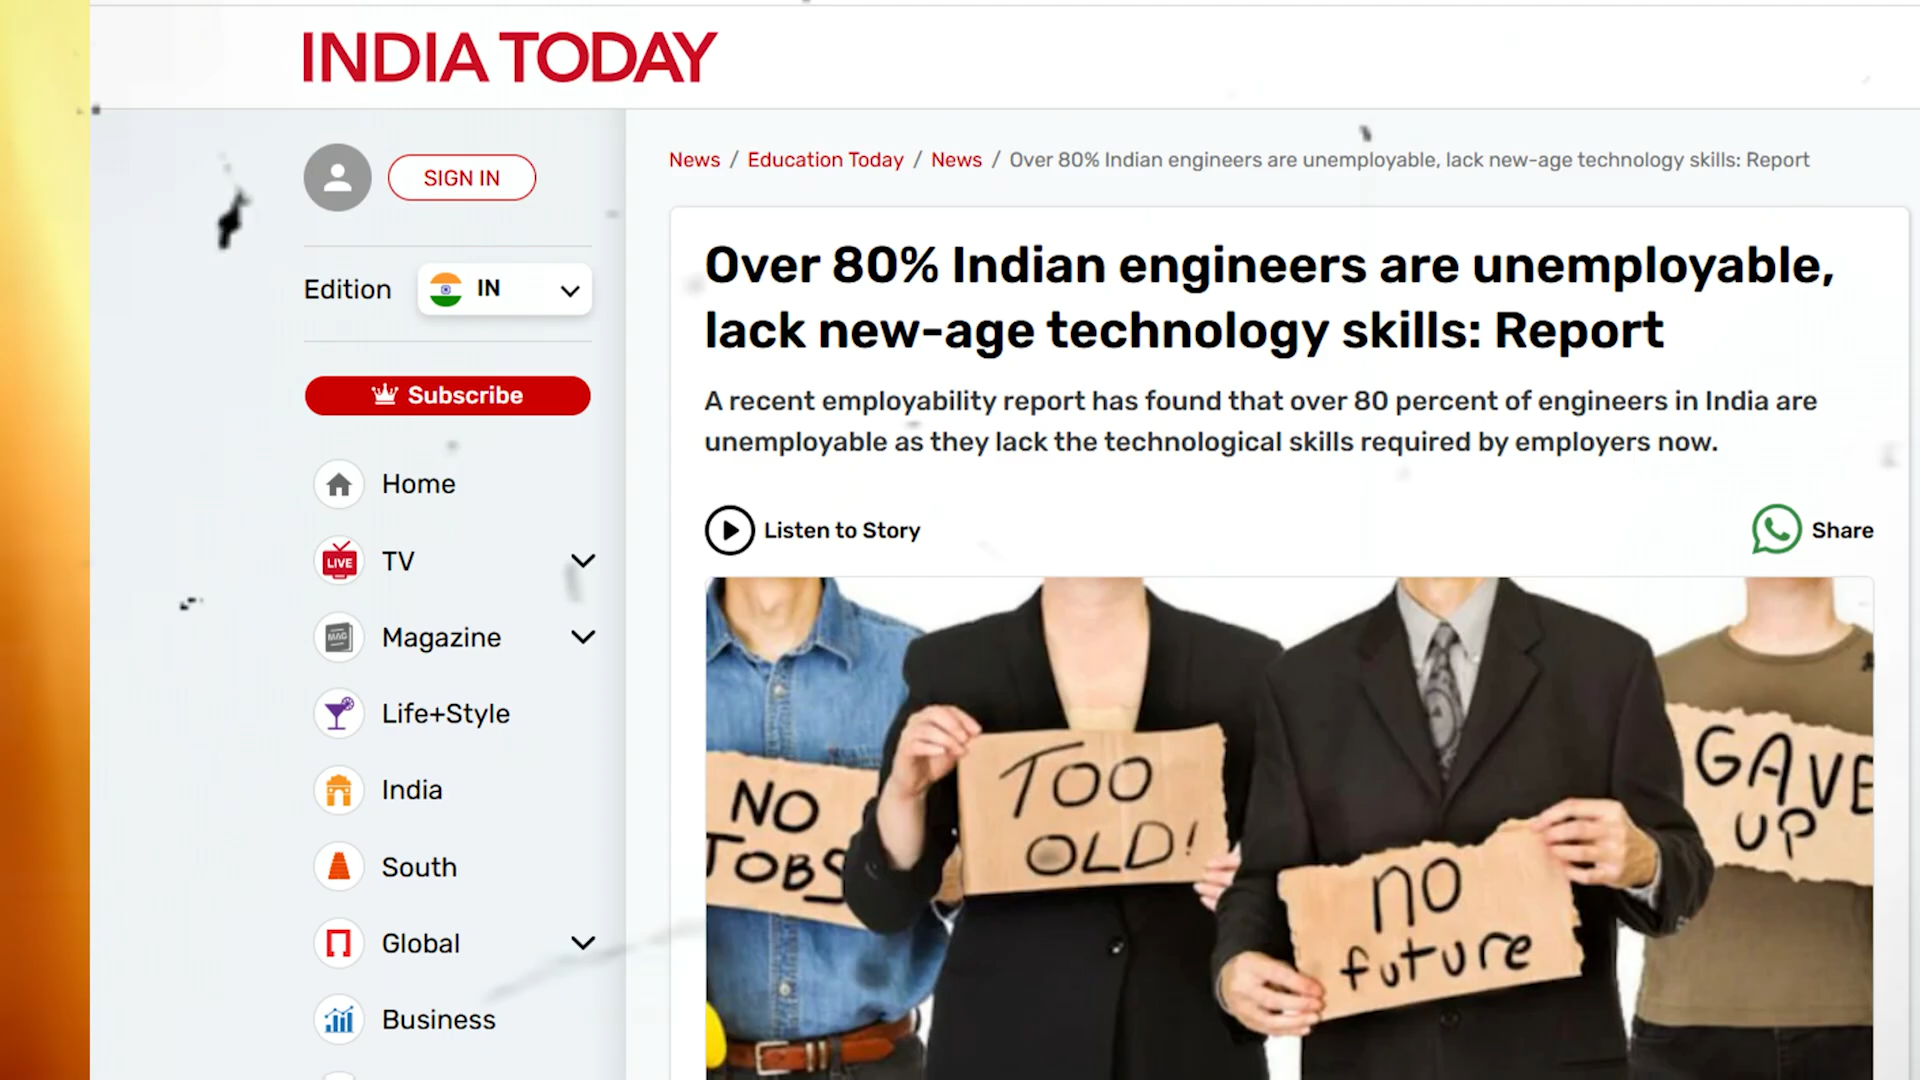 INDIA TODAY
SIGN IN
Edition
IN
Subscribe
Home
LIVE
TV
MAG
Magazine
Life+Style
India
South
Global
Business
News / Education Today / News / Over 80% Indian engineers are unemployable, lack new-age technology skills: Report
Over 80% Indian engineers are unemployable,
lack new-age technology skills: Report
A recent employability report has found that over 80 percent of engineers in India are
unemployable as they lack the technological skills required by employers now.
Listen to Story
Share
NO
JOBS
TOO
OLD!
NO
future
GAVE
UP